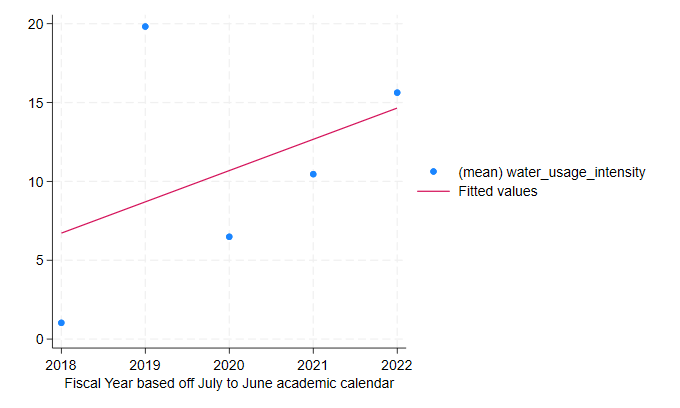 20
15
10
5
0
2018 2019 2020 2021 2022
Fiscal Year based off July to June academic calendar
(mean) water_usage_intensity
Fitted values